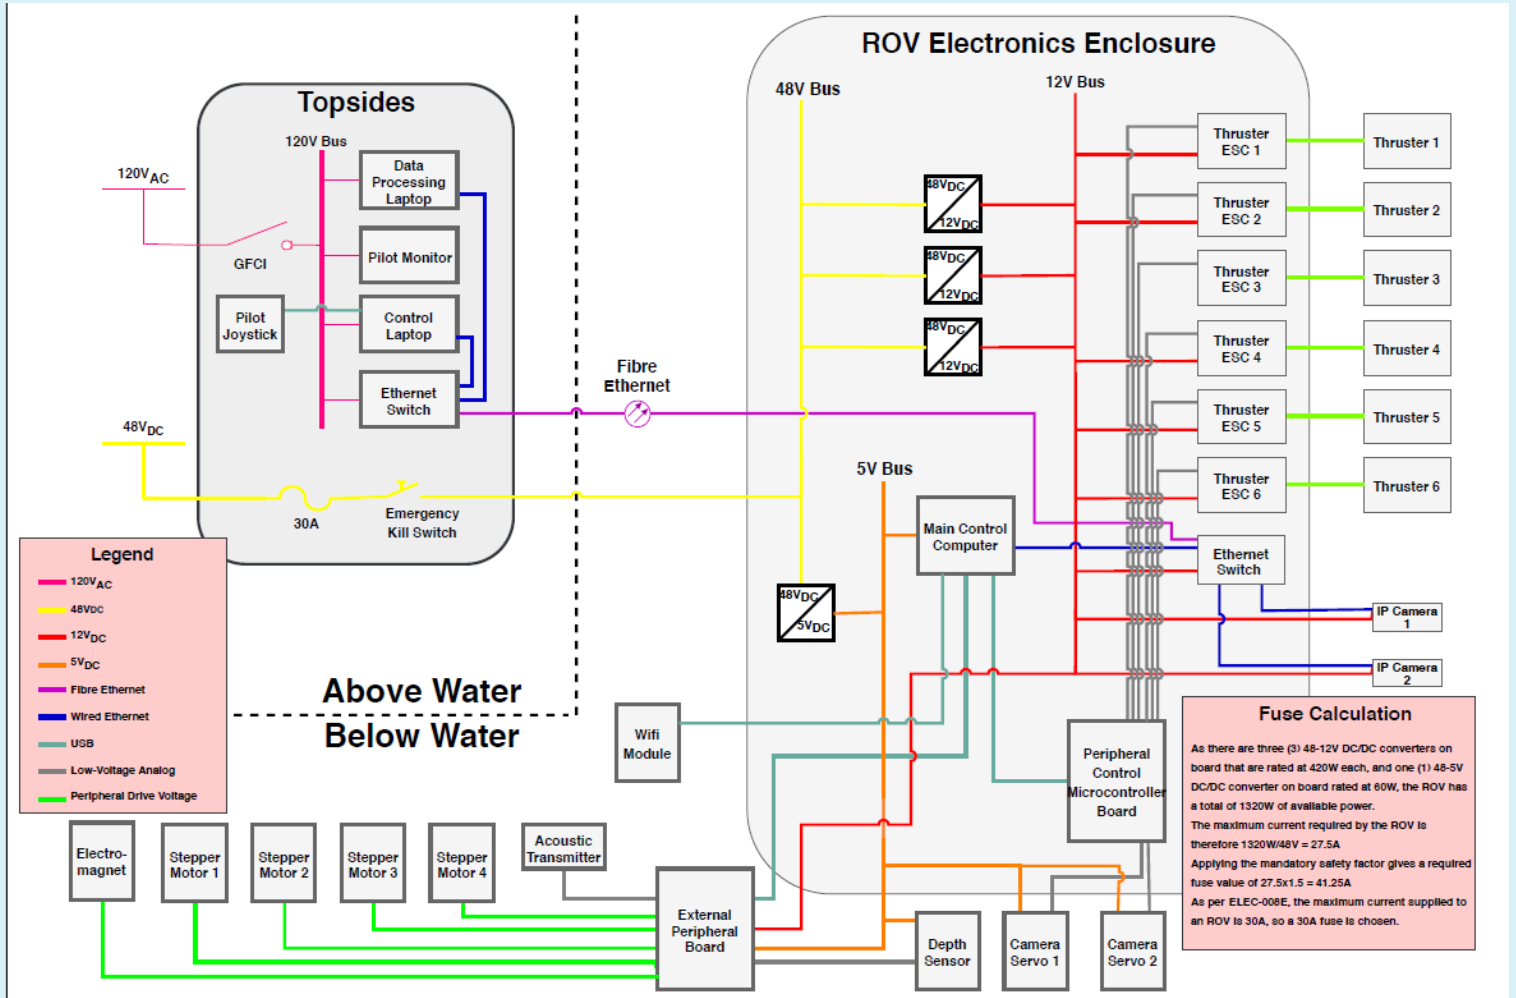 ROV Electronics Enclosure
Topsides
120V Bus
120VAC
Data
Processing
Laptop
Pilot Monitor
GFCI
Pilot
Joystick
Control
Laptop
Ethernet
Switch
48VDC
30A
Emergency
Kill Switch
Fibre
Ethernet
48V Bus
12V Bus
48VDC
12VDC
48VDC
12VDC
48VDC
12VDC
5V Bus
Main Control
Computer
48VDC
5VDC
Thruster
ESC 1
Thruster 1
Thruster
ESC 2
Thruster 2
Thruster
ESC 3
Thruster 3
Thruster
ESC 4
Thruster 4
Thruster
ESC 5
Thruster 5
Thruster
ESC 6
Thruster 6
Ethernet
Switch
IP Camera
1
IP Camera
2
Legend
120VAC
48VDC
12VDC
5VDC
Fibre Ethernet
Wired Ethernet
USB
Low-Voltage Analog
Peripheral Drive Voltage
Above Water
Below Water
Wifi
Module
Peripheral
Control
Microcontroller
Board
Fuse Calculation
As there are three (3) 48-12V DC/DC converters on
board that are rated at 420W each, and one (1) 48-5V
DC/DC converter on board rated at 60W, the ROV has
a total of 1320W of available power.
The maximum current required by the ROV is
therefore 1320W/48V = 27.5A
Applying the mandatory safety factor gives a required
fuse value of 27.5x1.5 = 41.25A
As per ELEC-008E, the maximum current supplied to
an ROV is 30A, so a 30A fuse is chosen.
Electro-
magnet
Stepper
Motor 1
Stepper
Motor 2
Stepper
Motor 3
Stepper
Motor 4
Acoustic
Transmitter
External
Peripheral
Board
Depth
Sensor
Camera
Servo 1
Camera
Servo 2